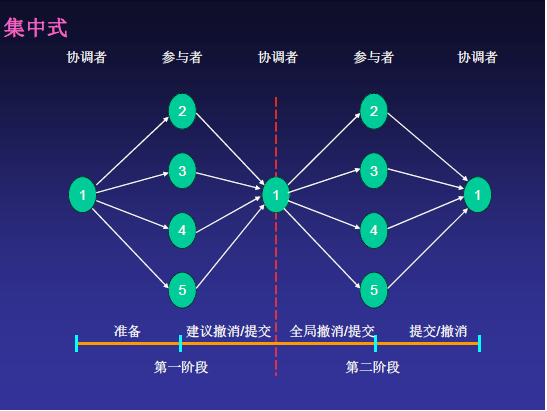 集中式
协调者 参与者 协调者 参与者 协调者
2 2
3 3
1 1 1
4 4
5 5
准备 建议撤消/提交 全局撤消/提交 提交/撤消
第一阶段 第二阶段